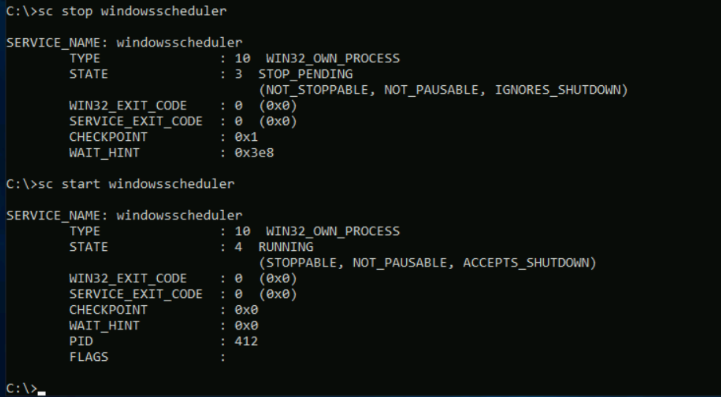 C:\>sc stop windowsscheduler
SERVICE_NAME: windowsscheduler
        TYPE               : 10  WIN32_OWN_PROCESS
        STATE              : 3  STOP_PENDING
                                (NOT_STOPPABLE, NOT_PAUSABLE, IGNORES_SHUTDOWN)
        WIN32_EXIT_CODE    : 0  (0x0)
        SERVICE_EXIT_CODE  : 0  (0x0)
        CHECKPOINT         : 0x1
        WAIT_HINT          : 0x3e8
C:\>sc start windowsscheduler
SERVICE_NAME: windowsscheduler
        TYPE               : 10  WIN32_OWN_PROCESS
        STATE              : 4  RUNNING
                                (STOPPABLE, NOT_PAUSABLE, ACCEPTS_SHUTDOWN)
        WIN32_EXIT_CODE    : 0  (0x0)
        SERVICE_EXIT_CODE  : 0  (0x0)
        CHECKPOINT         : 0x0
        WAIT_HINT          : 0x0
        PID                : 412
        FLAGS              :
C:\>